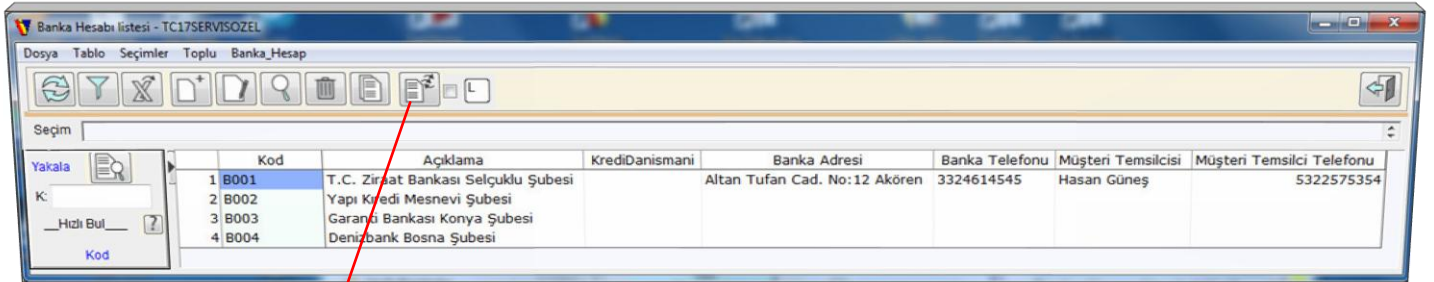 Banka Hesabı listesi - TC17SERVISOZEL
Dosya Tablo Seçimler Toplu Banka_Hesap
L
Seçim
Yakala
K:
__Hızlı Bul___ ?
Kod
Kod Açıklama KrediDanismani Banka Adresi Banka Telefonu Müşteri Temsilcisi Müşteri Temsilci Telefonu
1 B001 T.C. Ziraat Bankası Selçuklu Şubesi Altan Tufan Cad. No:12 Akören 3324614545 Hasan Güneş 5322575354
2 B002 Yapı Kredi Mesnevi Şubesi
3 B003 Garanti Bankası Konya Şubesi
4 B004 Denizbank Bosna Şubesi